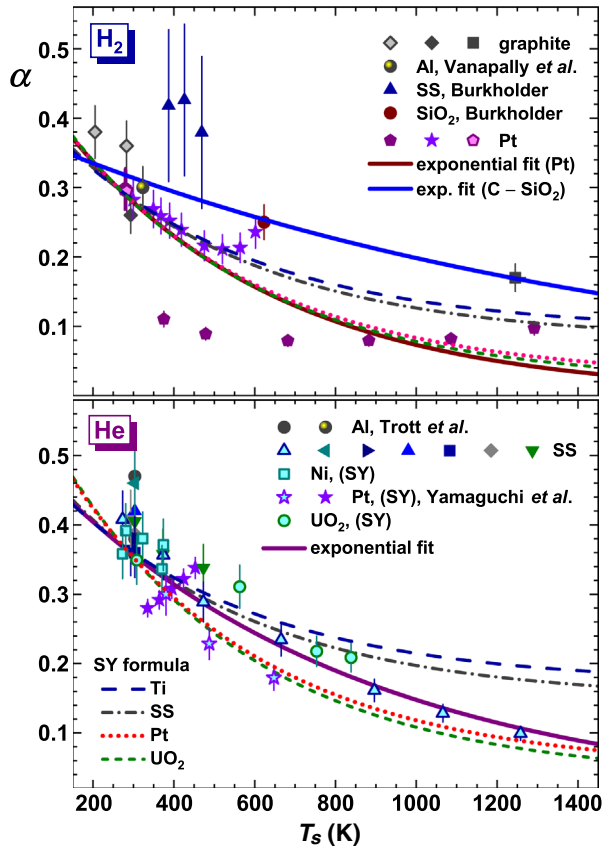 H₂
graphite
Al, Vanapally et al.
SS, Burkholder
SiO₂, Burkholder
Pt
exponential fit (Pt)
exp. fit (C – SiO₂)
α
0.5
0.4
0.3
0.2
0.1
He
Al, Trott et al.
SS
Ni, (SY)
Pt, (SY), Yamaguchi et al.
UO₂, (SY)
exponential fit
0.5
0.4
0.3
0.2
0.1
SY formula
Ti
SS
Pt
UO₂
200 400 600 800 1000 1200 1400
Tₛ (K)